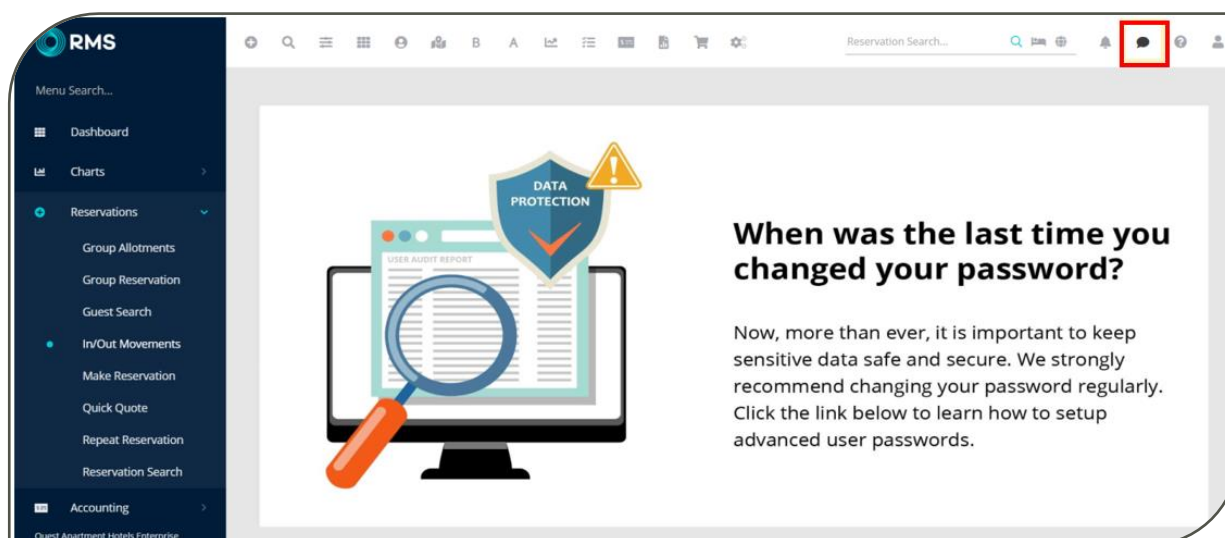 RMS
B A
Reservation Search...
Menu Search...
Dashboard
Charts
Reservations
Group Allotments
Group Reservation
Guest Search
In/Out Movements
Make Reservation
Quick Quote
Repeat Reservation
Reservation Search
Accounting
Quest Apartment Hotels Enterprise
DATA
PROTECTION
USER AUDIT REPORT
When was the last time you
changed your password?
Now, more than ever, it is important to keep
sensitive data safe and secure. We strongly
recommend changing your password regularly.
Click the link below to learn how to setup
advanced user passwords.